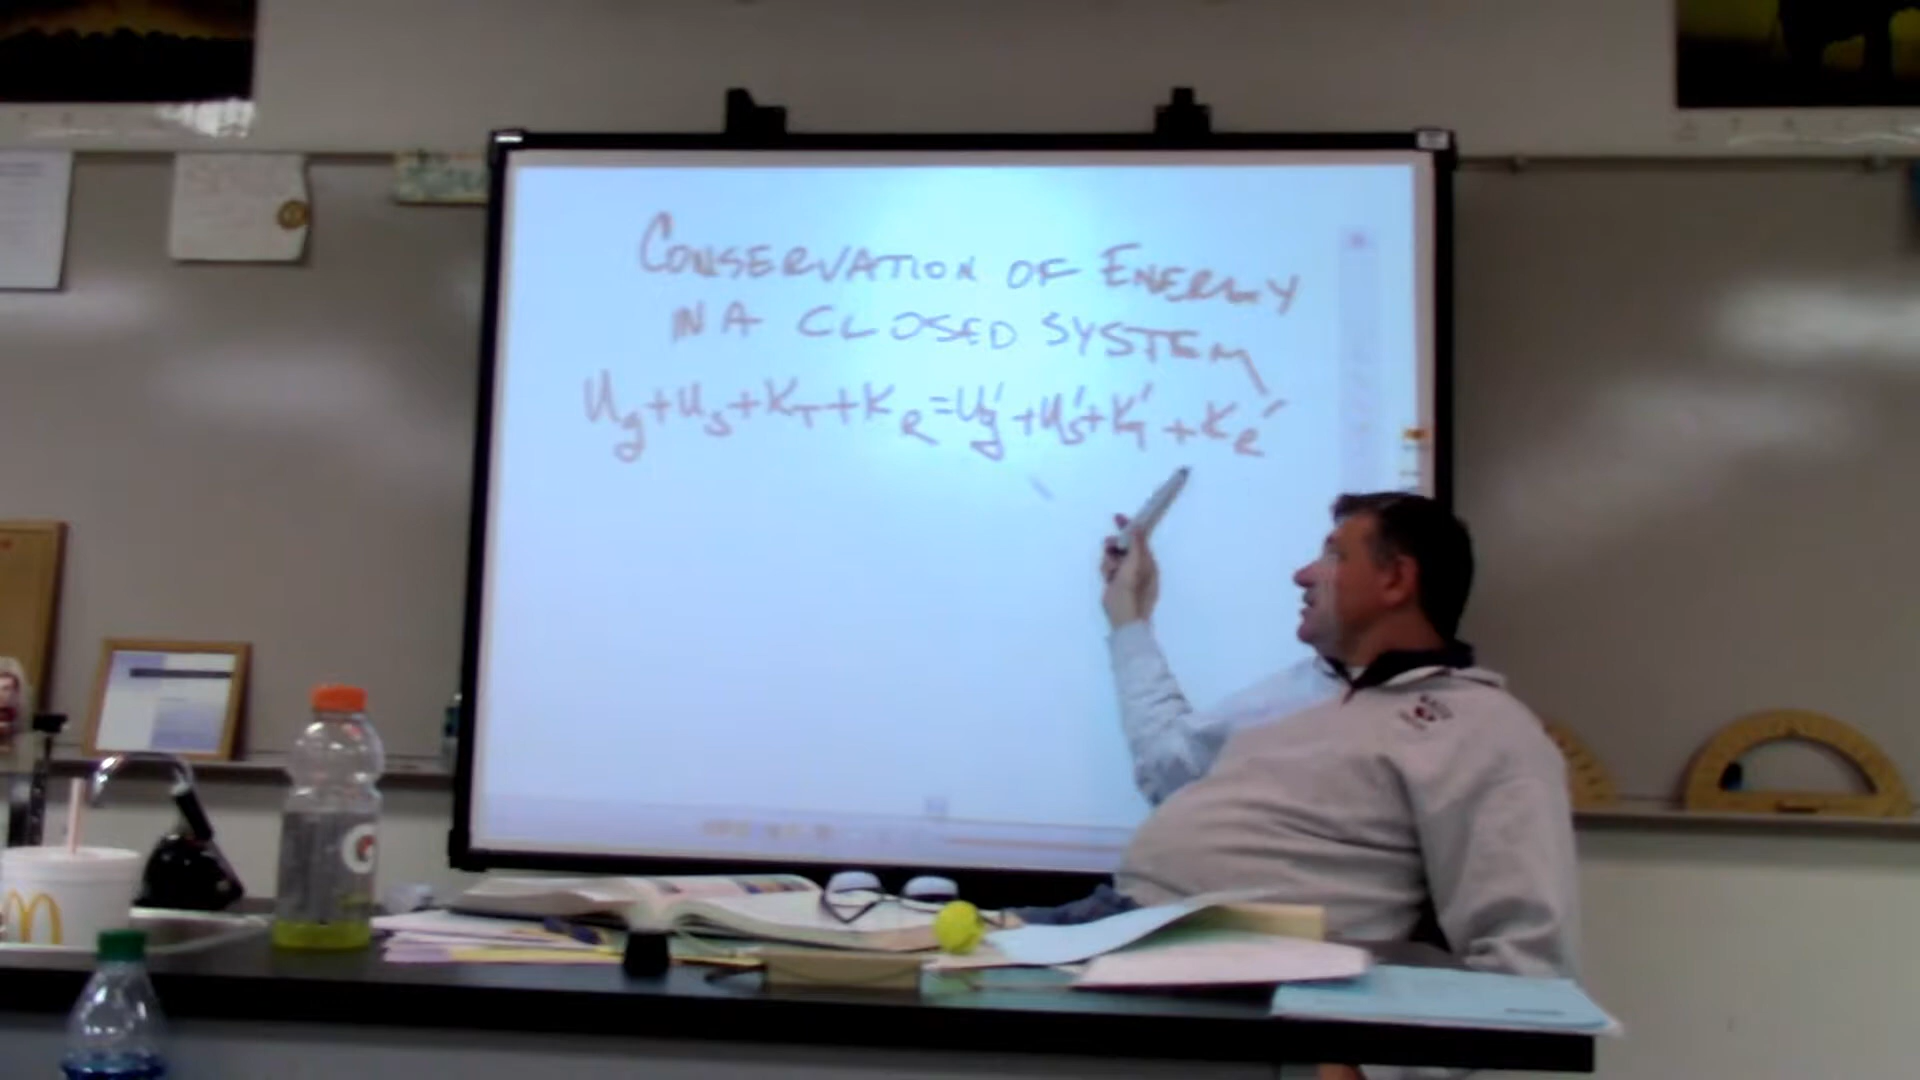 CONSERVATION OF ENERGY
IN A CLOSED SYSTEM
Ug+Us+KT+KR=Ug'+Us'+KT'+KR'
G